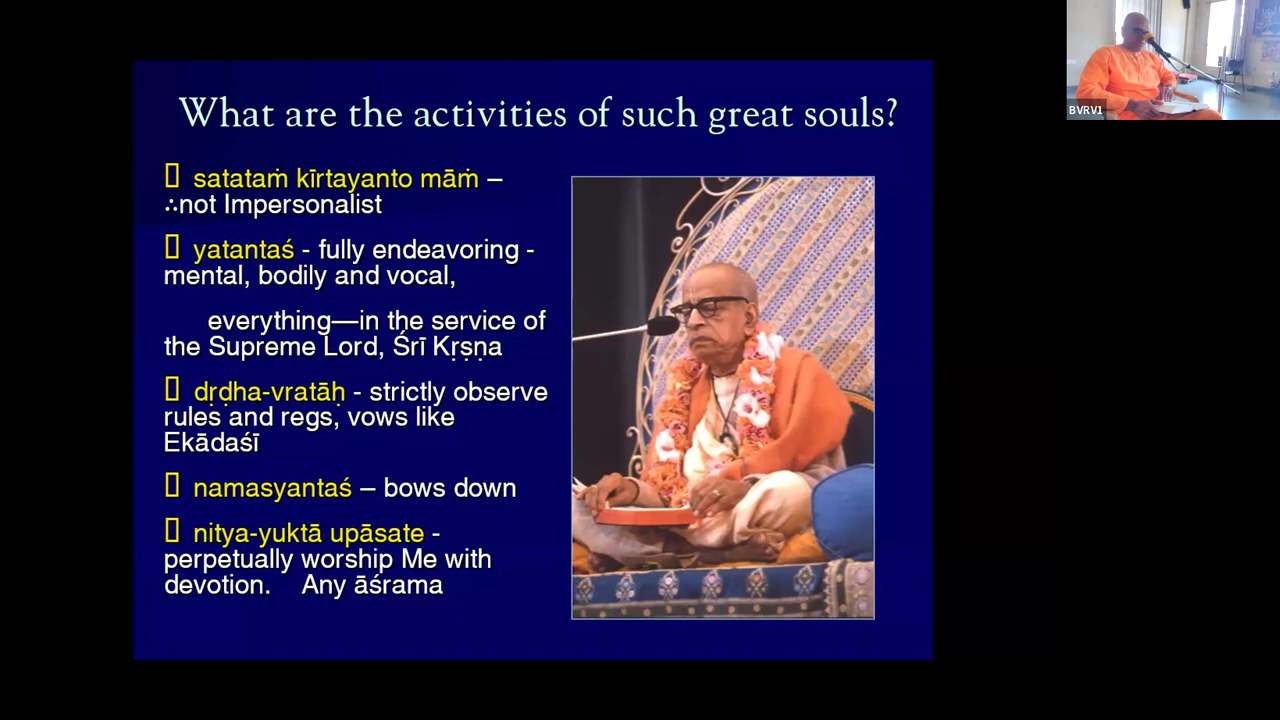 What are the activities of such great souls?
satataṁ kīrtayanto māṁ –
∴not Impersonalist
yatantaś - fully endeavoring -
mental, bodily and vocal,
everything—in the service of
the Supreme Lord, Śrī Kṛṣṇa
dṛḍha-vratāḥ - strictly observe
rules and regs, vows like
Ekādaśī
namasyantaś – bows down
nitya-yuktā upāsate -
perpetually worship Me with
devotion. Any āśrama
BVRV1